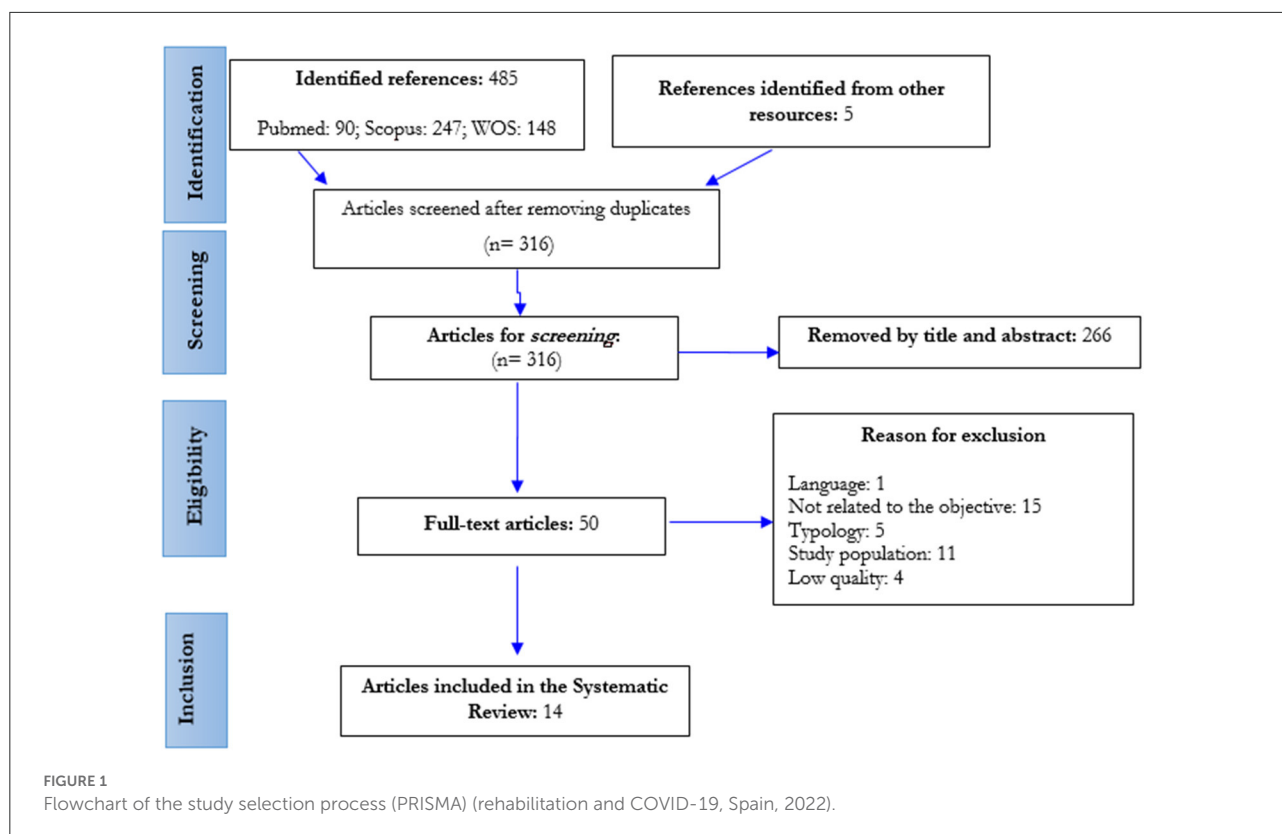 Identification
Identified references: 485
Pubmed: 90; Scopus: 247; WOS: 148
References identified from other
resources: 5
Articles screened after removing duplicates
(n= 316)
Screening
Articles for screening:
(n= 316)
Removed by title and abstract: 266
Eligibility
Full-text articles: 50
Reason for exclusion
Language: 1
Not related to the objective: 15
Typology: 5
Study population: 11
Low quality: 4
Inclusion
Articles included in the Systematic
Review: 14
FIGURE 1
Flowchart of the study selection process (PRISMA) (rehabilitation and COVID-19, Spain, 2022).